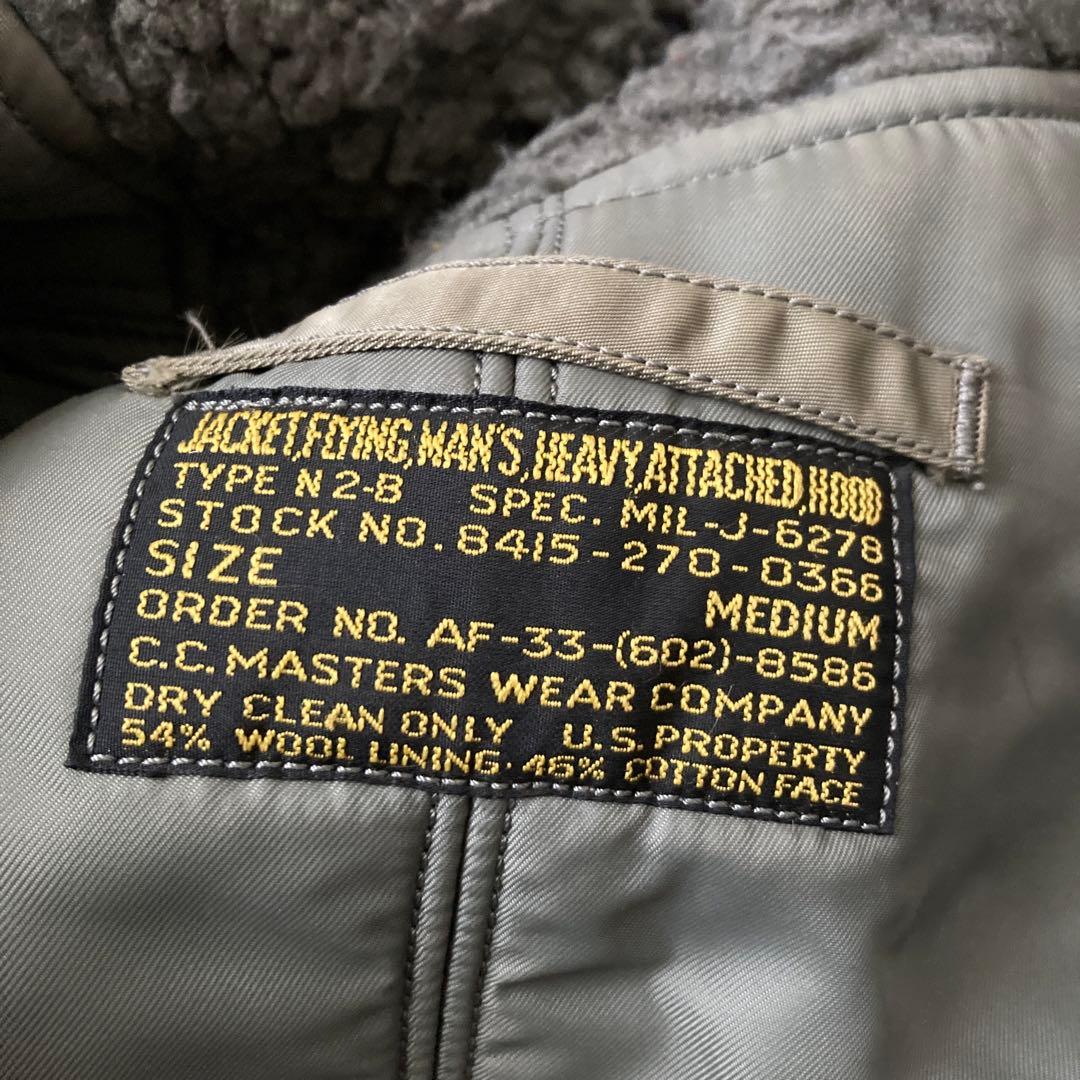 JACKET,FLYING,MAN'S,HEAVY,ATTACHED,HOOD
TYPE N2-B SPEC. MIL-J-6278
STOCK NO. 8415-270-0366
SIZE MEDIUM
ORDER NO. AF-33-(602)-8586
C.C.MASTERS WEAR COMPANY
DRY CLEAN ONLY U.S.PROPERTY
54% WOOL LINING·46% COTTON FACE